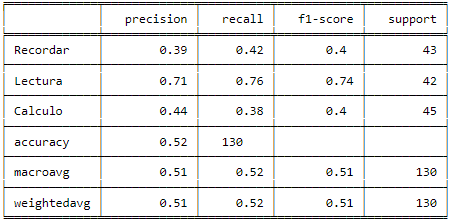 precision recall f1-score support
Recordar 0.39 0.42 0.4 43
Lectura 0.71 0.76 0.74 42
Calculo 0.44 0.38 0.4 45
accuracy 0.52 130
macroavg 0.51 0.52 0.51 130
weightedavg 0.51 0.52 0.51 130